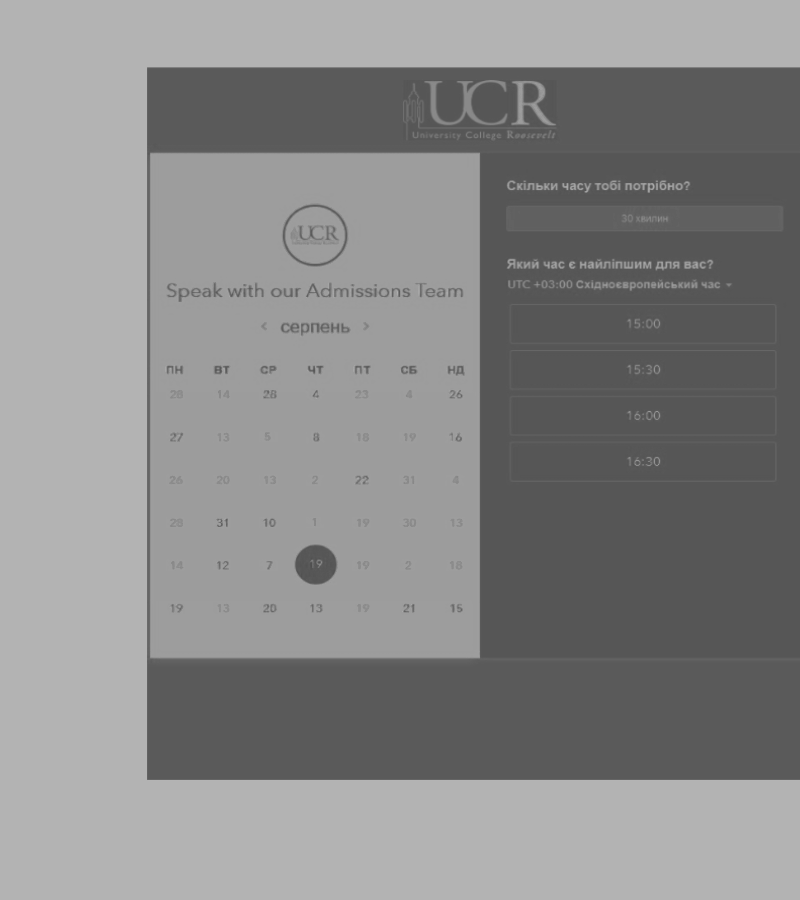 UCR
University College Roosevelt
UCR
Speak with our Admissions Team
< серпень >
ПН ВТ СР ЧТ ПТ СБ НД
28 14 28 4 23 4 26
27 13 5 8 18 19 16
26 20 13 2 22 31 4
28 31 10 1 19 30 13
14 12 7 19 19 2 18
19 13 20 13 19 21 15
Скільки часу тобі потрібно?
30 хвилин
Який час є найліпшим для вас?
UTC +03:00 Східноєвропейський час
15:00
15:30
16:00
16:30